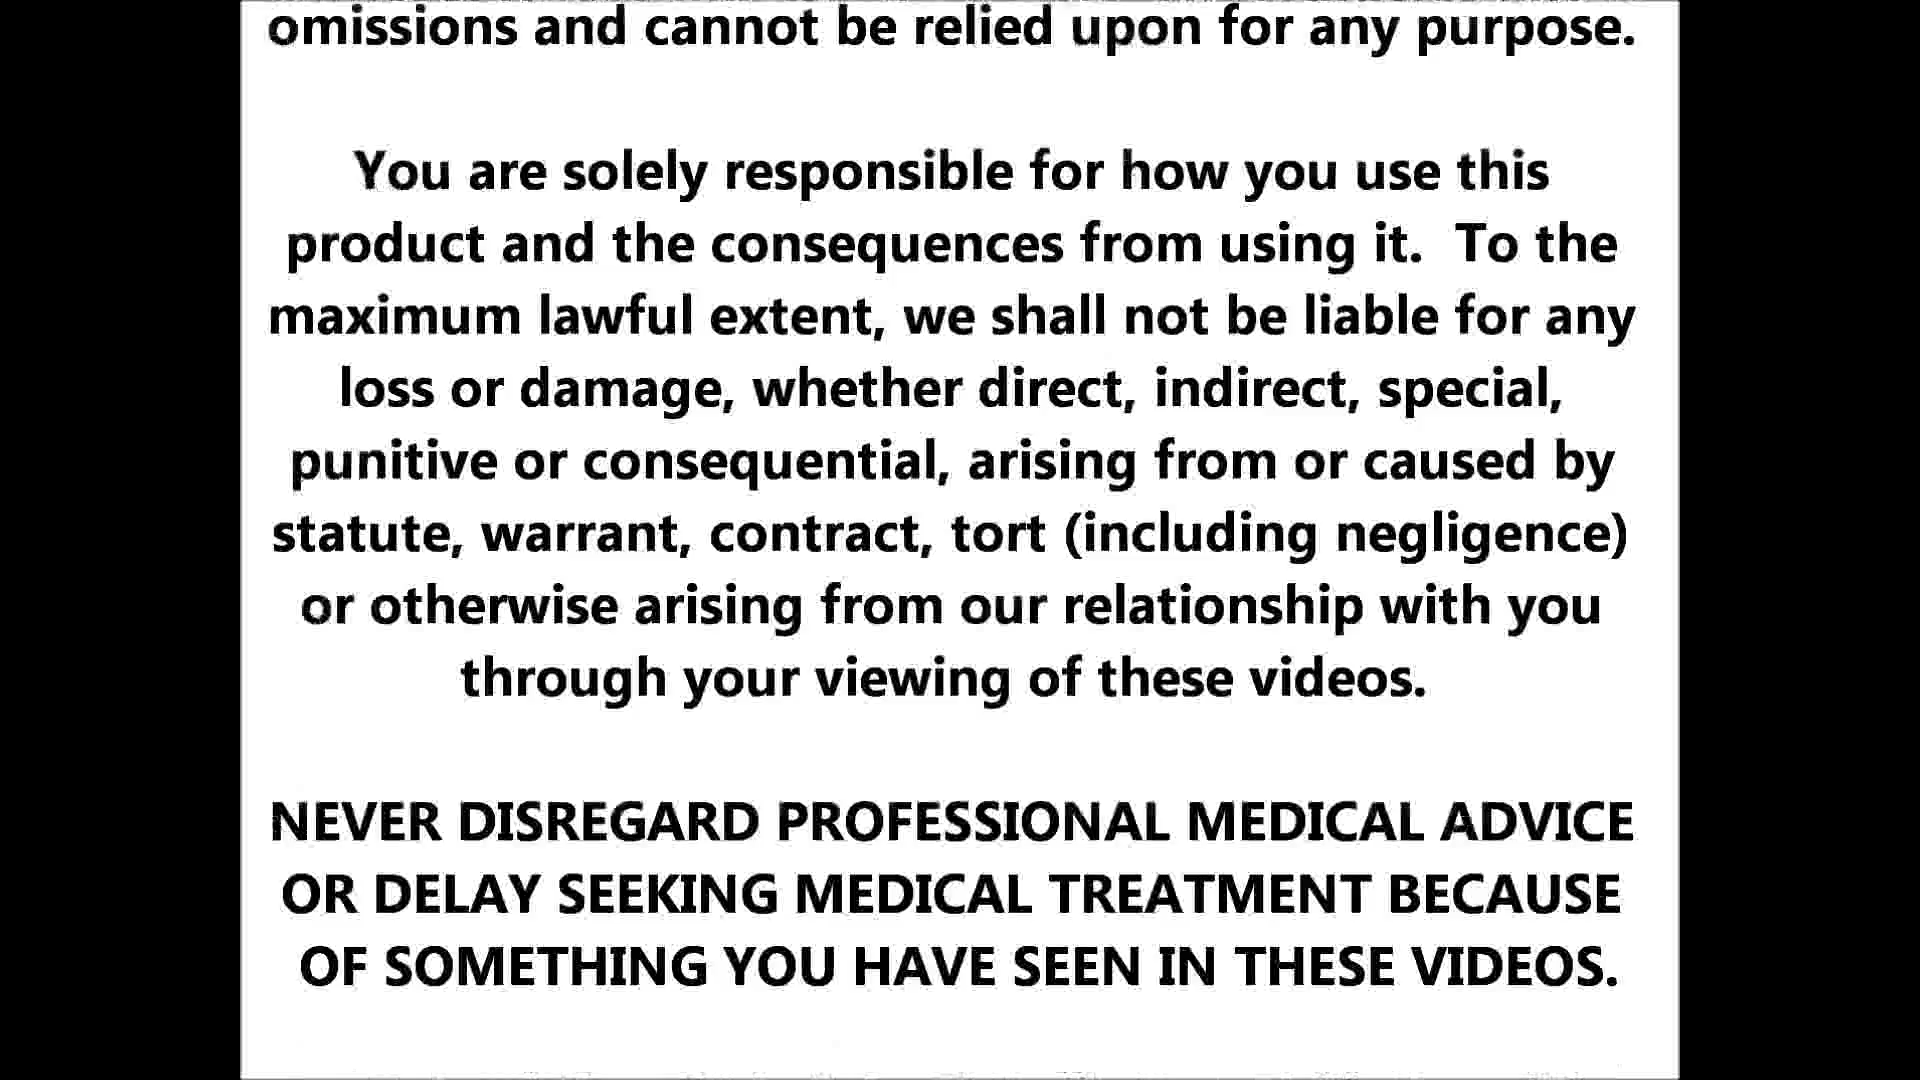 omissions and cannot be relied upon for any purpose.
You are solely responsible for how you use this
product and the consequences from using it.  To the
maximum lawful extent, we shall not be liable for any
loss or damage, whether direct, indirect, special,
punitive or consequential, arising from or caused by
statute, warrant, contract, tort (including negligence)
or otherwise arising from our relationship with you
through your viewing of these videos.
NEVER DISREGARD PROFESSIONAL MEDICAL ADVICE
OR DELAY SEEKING MEDICAL TREATMENT BECAUSE
OF SOMETHING YOU HAVE SEEN IN THESE VIDEOS.